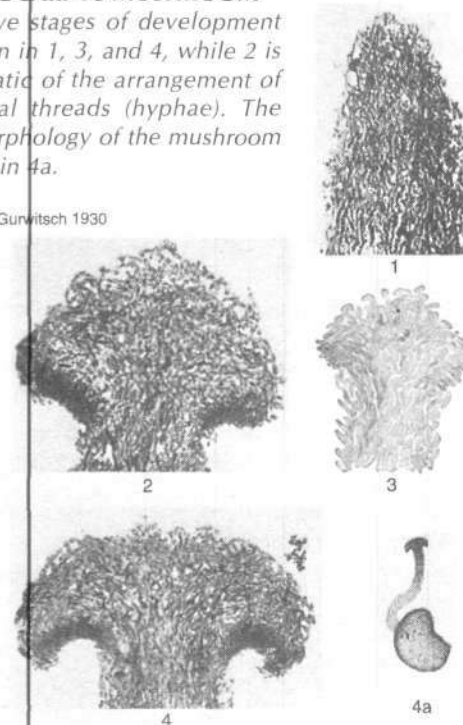 ve stages of development
n in 1, 3, and 4, while 2 is
atic of the arrangement of
al threads (hyphae). The
rphology of the mushroom
in 4a.
Gurwitsch 1930
1
2
3
4
4a